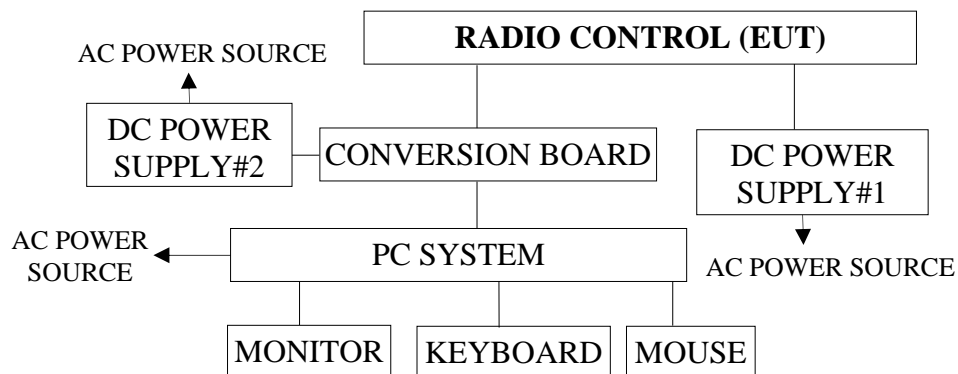 RADIO CONTROL (EUT)
AC POWER SOURCE
DC POWER
SUPPLY#2
CONVERSION BOARD
DC POWER
SUPPLY#1
AC POWER
SOURCE
PC SYSTEM
AC POWER SOURCE
MONITOR
KEYBOARD
MOUSE